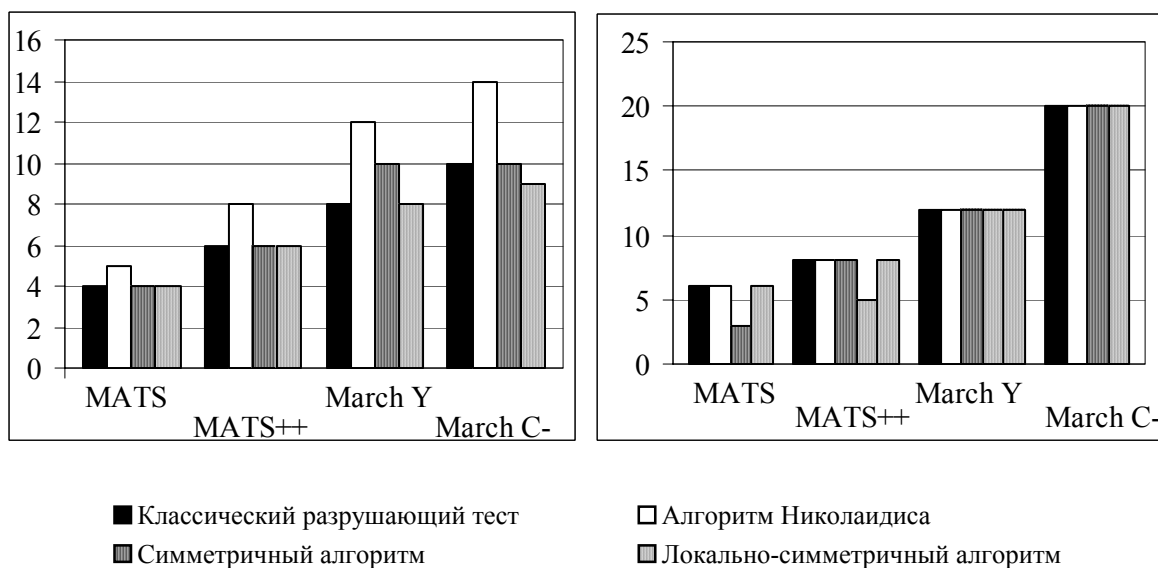 16
14
12
10
8
6
4
2
0
MATS
MATS++
March Y
March C-
25
20
15
10
5
0
MATS
MATS++
March Y
March C-
Классический разрушающий тест
Алгоритм Николаидиса
Симметричный алгоритм
Локально-симметричный алгоритм